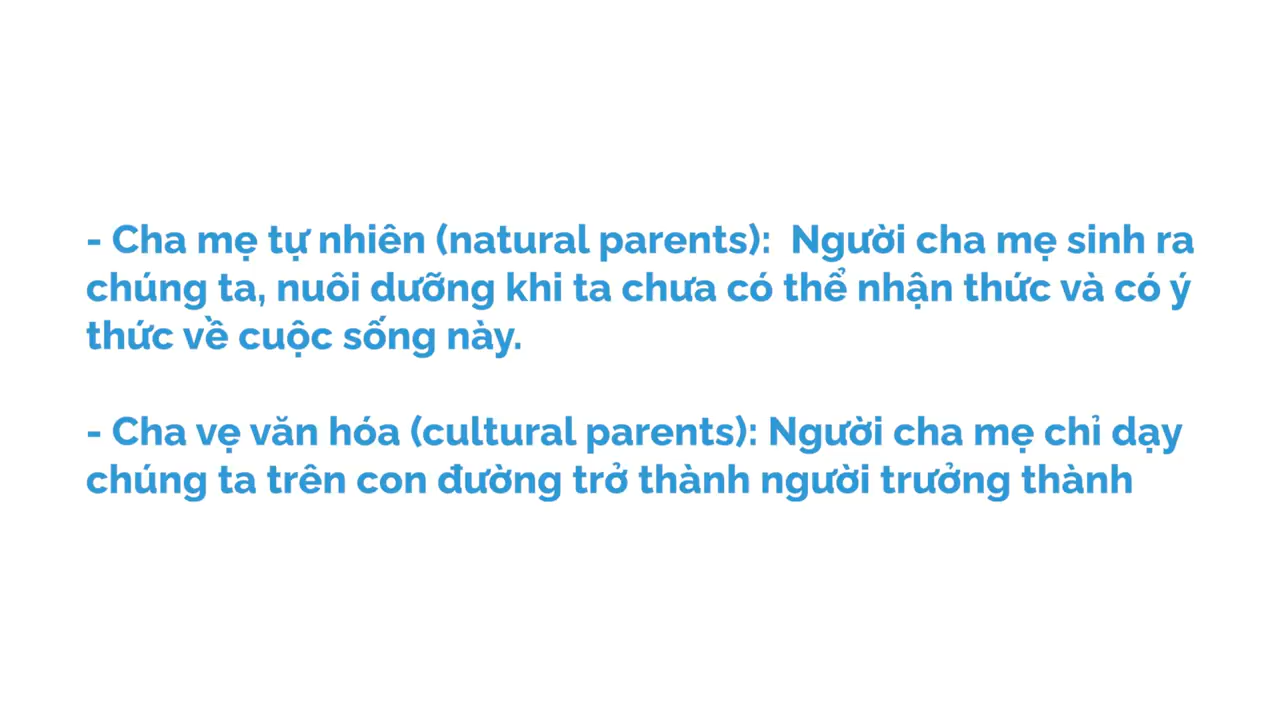 - Cha mẹ tự nhiên (natural parents):  Người cha mẹ sinh ra
chúng ta, nuôi dưỡng khi ta chưa có thể nhận thức và có ý
thức về cuộc sống này.
- Cha vẹ văn hóa (cultural parents): Người cha mẹ chỉ dạy
chúng ta trên con đường trở thành người trưởng thành